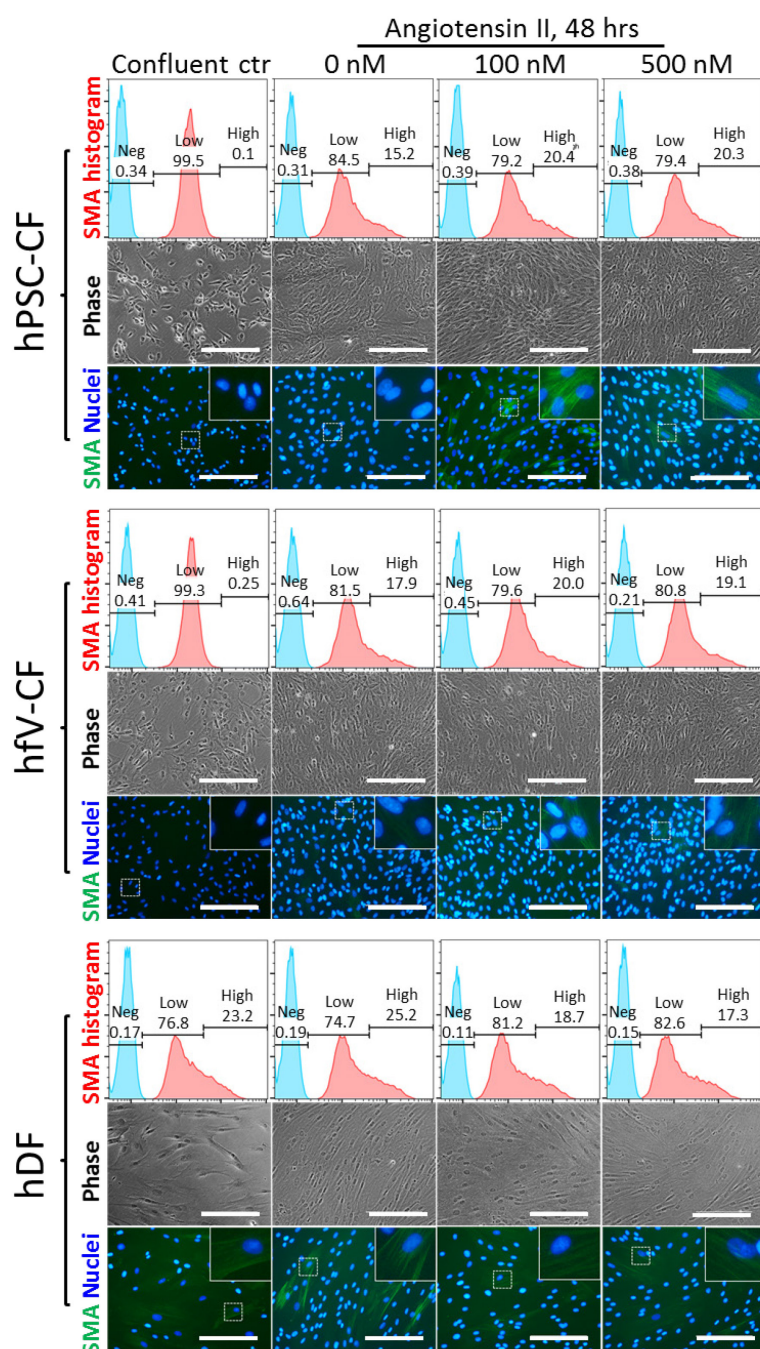 Angiotensin II, 48 hrs
Confluent ctr 0 nM 100 nM 500 nM
hPSC-CF
SMA histogram
Neg Low High
0.34 99.5 0.1
Neg Low High
0.31 84.5 15.2
Neg Low High
0.39 79.2 20.4
Neg Low High
0.38 79.4 20.3
Phase
SMA Nuclei
hfV-CF
SMA histogram
Neg Low High
0.41 99.3 0.25
Neg Low High
0.64 81.5 17.9
Neg Low High
0.45 79.6 20.0
Neg Low High
0.21 80.8 19.1
Phase
SMA Nuclei
hDF
SMA histogram
Neg Low High
0.17 76.8 23.2
Neg Low High
0.19 74.7 25.2
Neg Low High
0.11 81.2 18.7
Neg Low High
0.15 82.6 17.3
Phase
SMA Nuclei